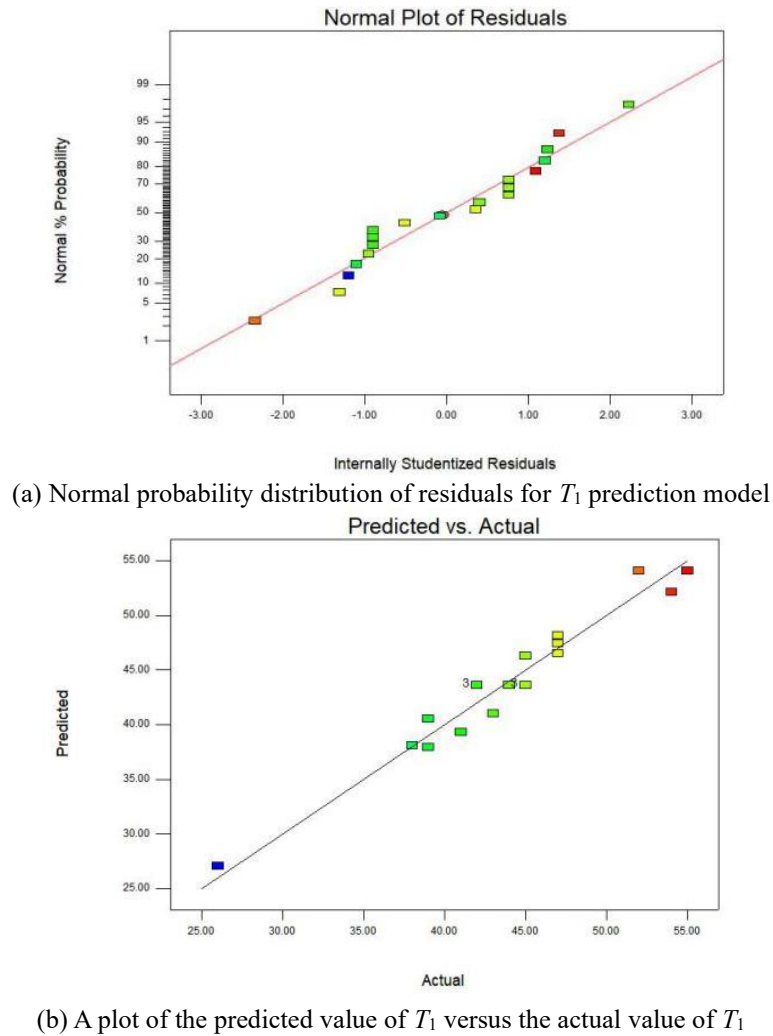 Normal Plot of Residuals
Normal % Probability
99
95
90
80
70
50
30
20
10
5
1
-3.00 -2.00 -1.00 0.00 1.00 2.00 3.00
Internally Studentized Residuals
(a) Normal probability distribution of residuals for T₁ prediction model
Predicted vs. Actual
Predicted
55.00
50.00
45.00
40.00
35.00
30.00
25.00
3
25.00 30.00 35.00 40.00 45.00 50.00 55.00
Actual
(b) A plot of the predicted value of T₁ versus the actual value of T₁